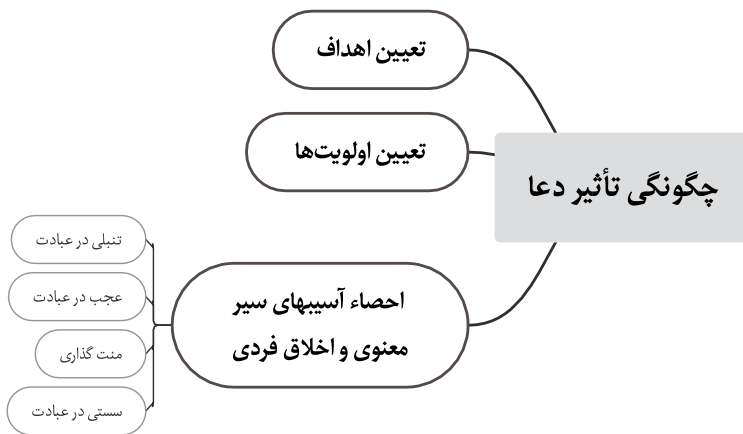 چگونگی تأثیر دعا
تعیین اهداف
تعیین اولویت‌ها
احصاء آسیبهای سیر
معنوی و اخلاق فردی
تنبلی در عبادت
عجب در عبادت
منت گذاری
سستی در عبادت